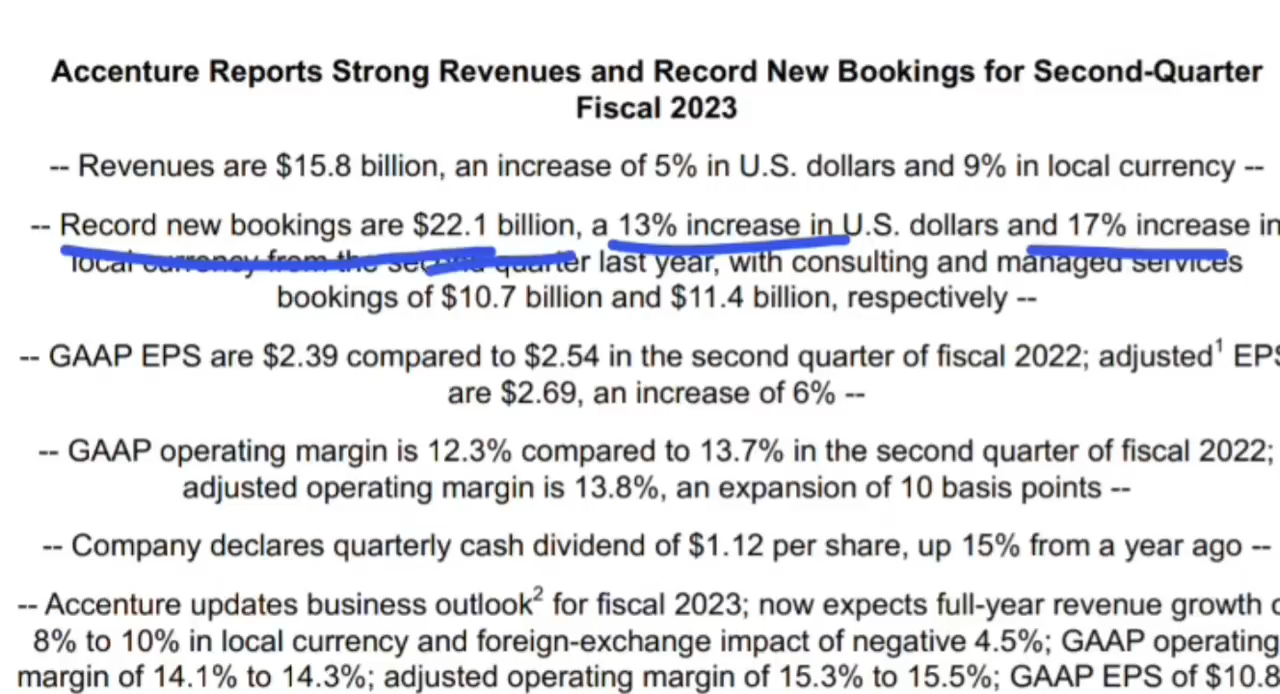 Accenture Reports Strong Revenues and Record New Bookings for Second-Quarter
Fiscal 2023
-- Revenues are $15.8 billion, an increase of 5% in U.S. dollars and 9% in local currency --
-- Record new bookings are $22.1 billion, a 13% increase in U.S. dollars and 17% increase in
local currency from the second quarter last year, with consulting and managed services
bookings of $10.7 billion and $11.4 billion, respectively --
-- GAAP EPS are $2.39 compared to $2.54 in the second quarter of fiscal 2022; adjusted¹ EPS
are $2.69, an increase of 6% --
-- GAAP operating margin is 12.3% compared to 13.7% in the second quarter of fiscal 2022;
adjusted operating margin is 13.8%, an expansion of 10 basis points --
-- Company declares quarterly cash dividend of $1.12 per share, up 15% from a year ago --
-- Accenture updates business outlook² for fiscal 2023; now expects full-year revenue growth
8% to 10% in local currency and foreign-exchange impact of negative 4.5%; GAAP operating
margin of 14.1% to 14.3%; adjusted operating margin of 15.3% to 15.5%; GAAP EPS of $10.8